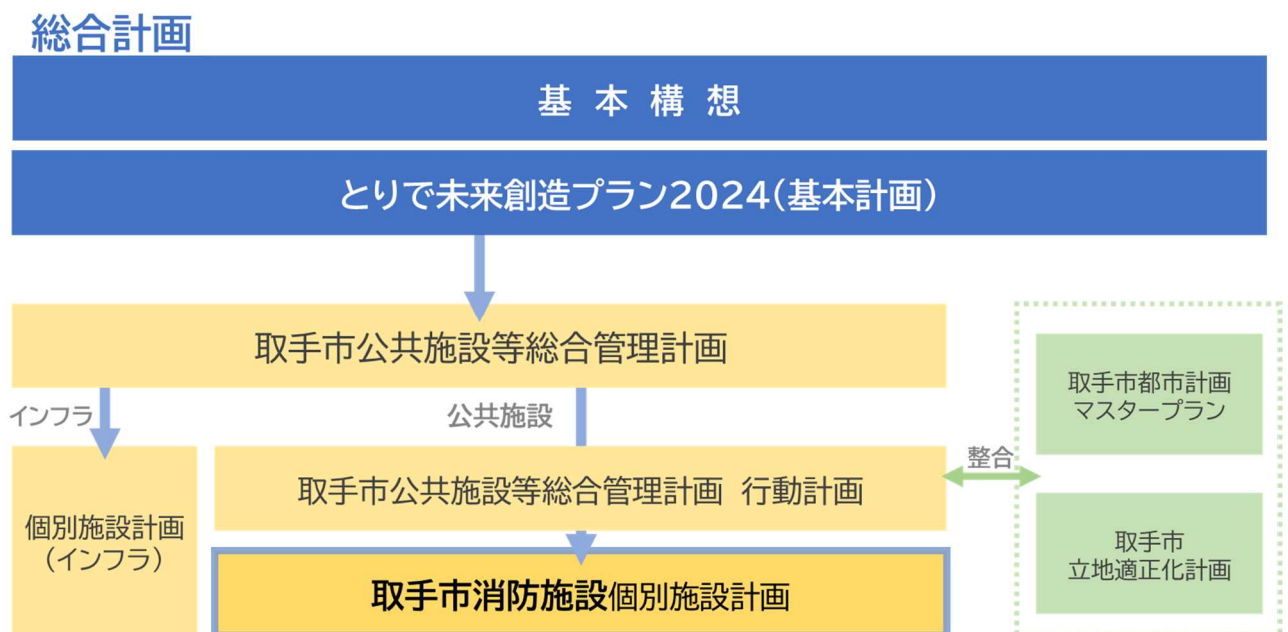 総合計画
基本構想
とりで未来創造プラン2024(基本計画)
取手市公共施設等総合管理計画
インフラ
公共施設
個別施設計画
(インフラ)
取手市公共施設等総合管理計画 行動計画
整合
取手市都市計画
マスタープラン
取手市
立地適正化計画
取手市消防施設個別施設計画